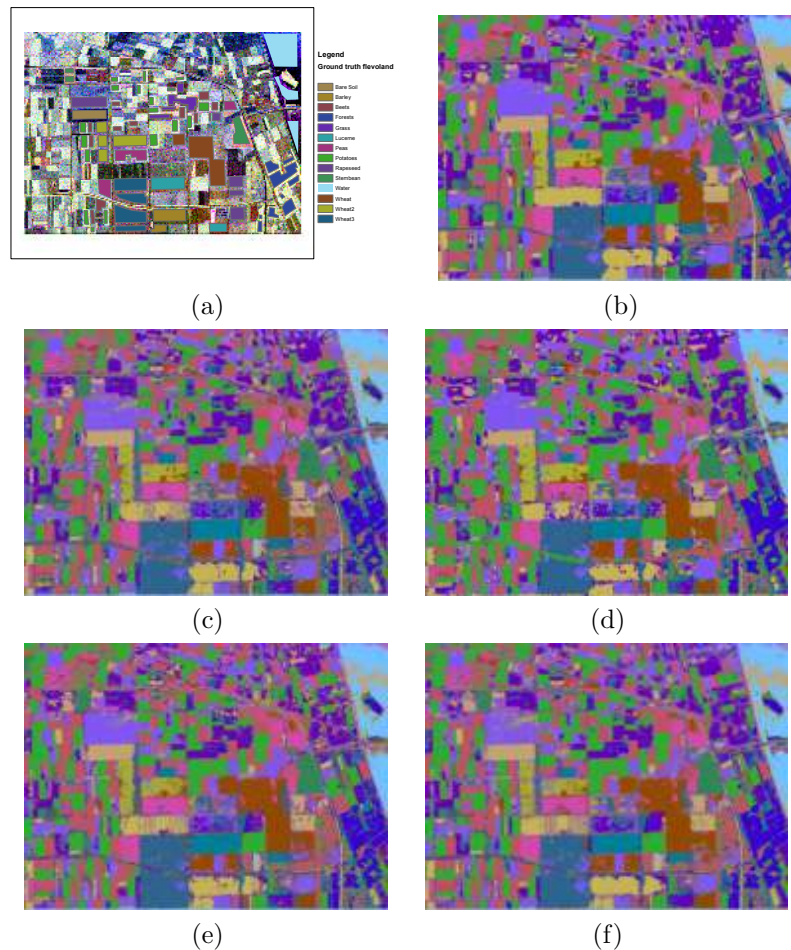 Legend
Ground truth flevoland
Bare Soil
Barley
Beets
Forests
Grass
Lucerne
Peas
Potatoes
Rapeseed
Stembean
Water
Wheat
Wheat2
Wheat3
(a)
(b)
(c)
(d)
(e)
(f)